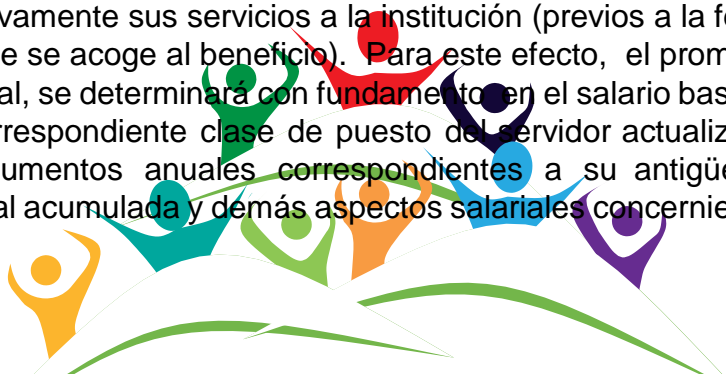 vamente sus servicios a la institución (previos a la fe
e se acoge al beneficio). Para este efecto, el prom
al, se determinará con fundamento en el salario bas
rrespondiente clase de puesto del servidor actualiz
umentos anuales correspondientes a su antigü
al acumulada y demás aspectos salariales concernie